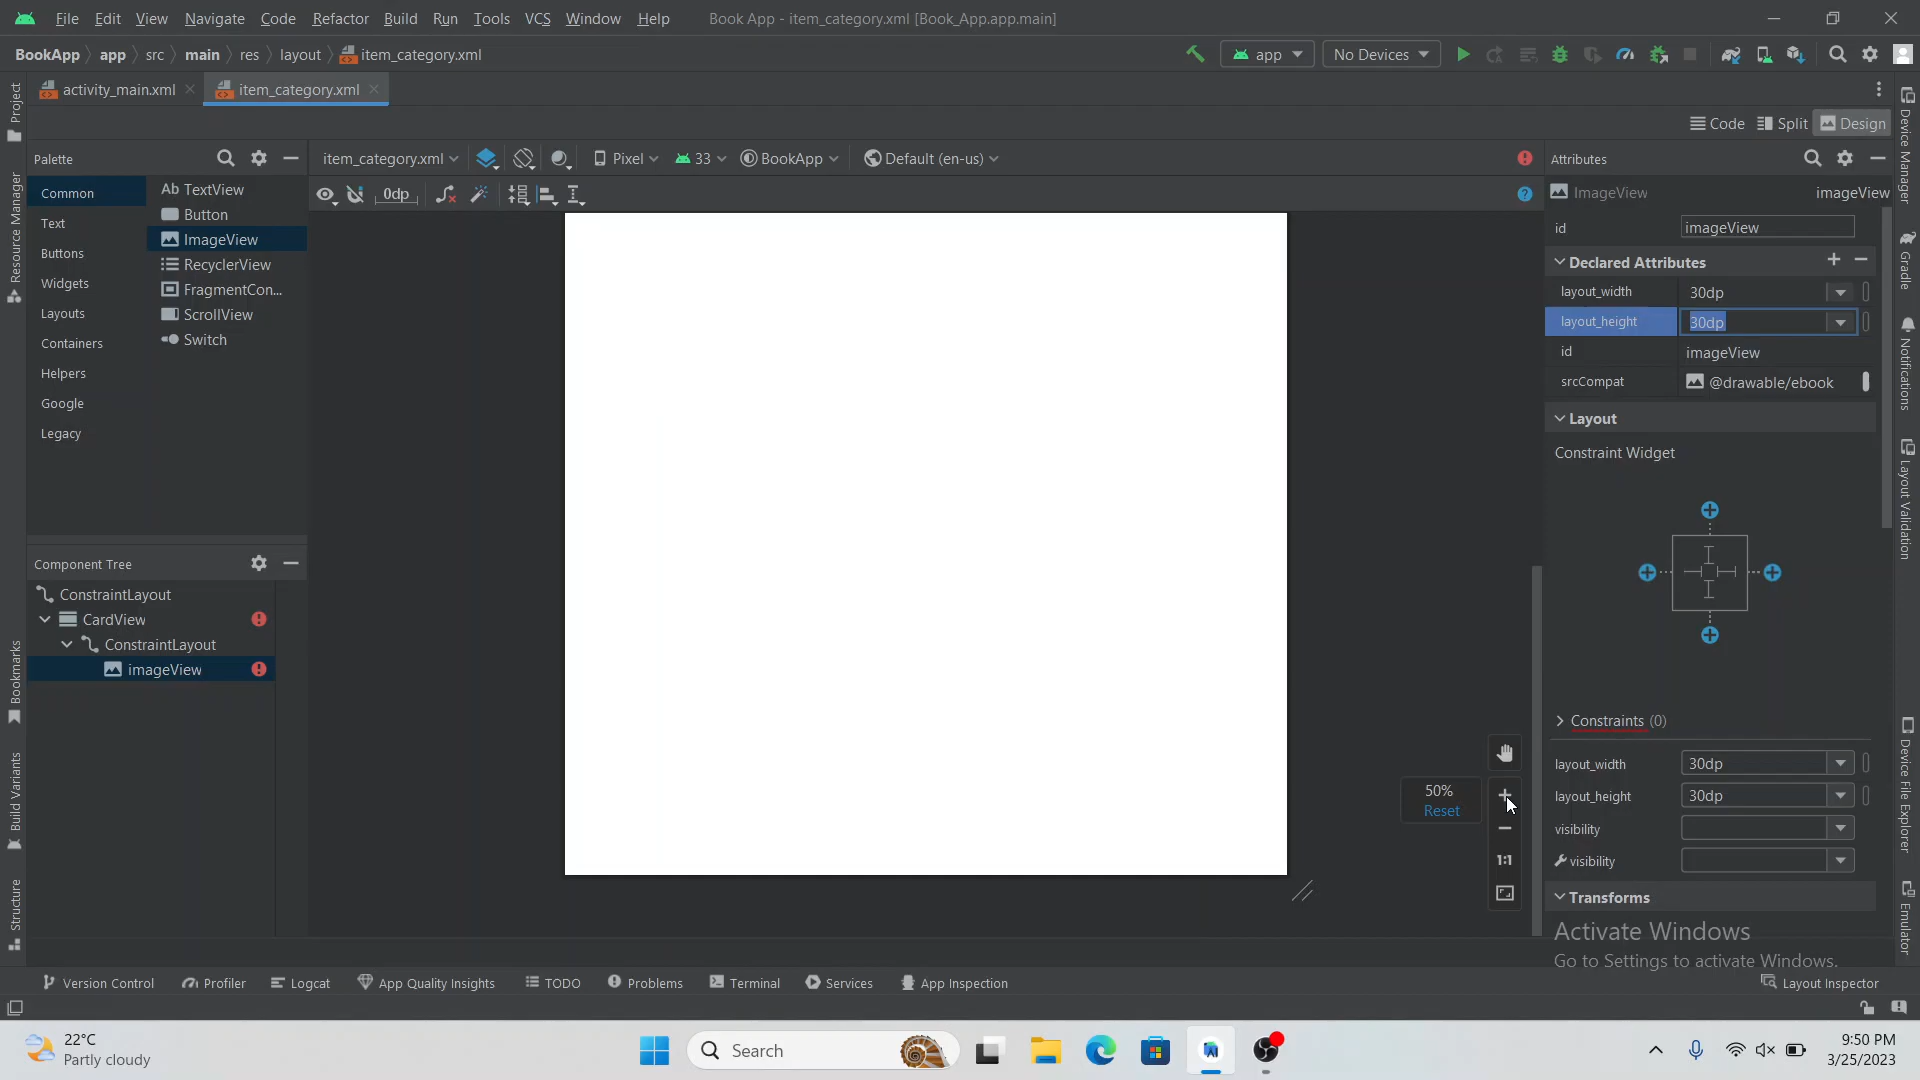 File Edit View Navigate Code Refactor Build Run Tools VCS Window Help Book App - item_category.xml [Book_App.app.main]
BookApp app src main res layout item_category.xml app No Devices
activity_main.xml item_category.xml
Code Split Design
Palette item_category.xml Pixel 33 BookApp Default (en-us) Attributes
Common Ab TextView 0dp ImageView imageView
Text Button id imageView
Buttons ImageView Declared Attributes
Widgets RecyclerView layout_width 30dp
Layouts FragmentCon... layout_height 30dp
Containers ScrollView id imageView
Helpers Switch srcCompat @drawable/ebook
Google Layout
Legacy Constraint Widget
Component Tree
ConstraintLayout
CardView
ConstraintLayout
imageView
Constraints (0)
50% layout_width 30dp
Reset layout_height 30dp
visibility
1:1 visibility
Transforms
Activate Windows
Go to Settings to activate Windows.
Version Control Profiler Logcat App Quality Insights TODO Problems Terminal Services App Inspection Layout Inspector
Project
Resource Manager
Bookmarks
Build Variants
Structure
Device Manager
Gradle
Notifications
Layout Validation
Device File Explorer
Emulator
22°C
Partly cloudy
Search
9:50 PM
3/25/2023